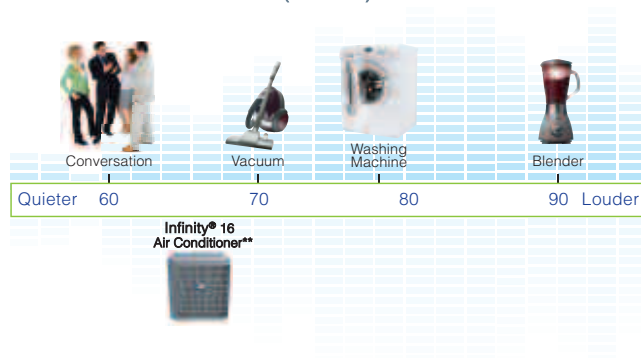 Conversation
Vacuum
Washing
Machine
Blender
Quieter 60 70 80 90 Louder
Infinity® 16
Air Conditioner**